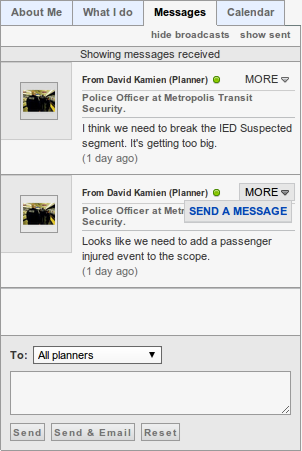 About Me What I do Messages Calendar
hide broadcasts show sent
Showing messages received
From David Kamien (Planner) MORE
Police Officer at Metropolis Transit
Security.
I think we need to break the IED Suspected
segment. It's getting too big.
(1 day ago)
From David Kamien (Planner) MORE
Police Officer at Metr
SEND A MESSAGE
Security.
Looks like we need to add a passenger
injured event to the scope.
(1 day ago)
To: All planners
Send Send & Email Reset